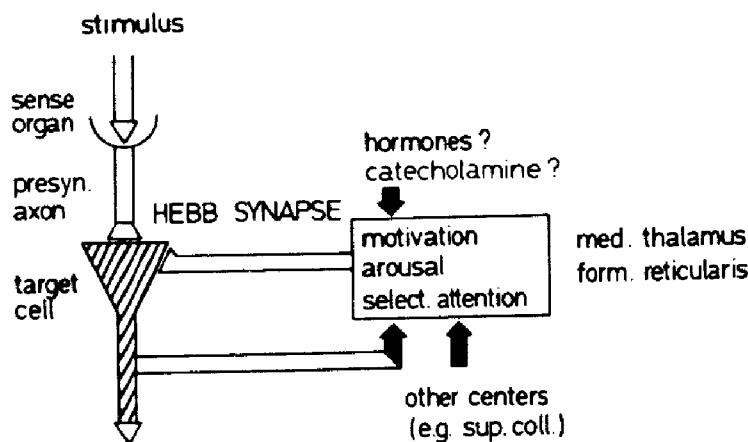 stimulus
sense
organ
presyn.
axon
HEBB SYNAPSE
target
cell
hormones ?
catecholamine ?
motivation
arousal
select. attention
med. thalamus
form. reticularis
other centers
(e.g. sup. coll.)